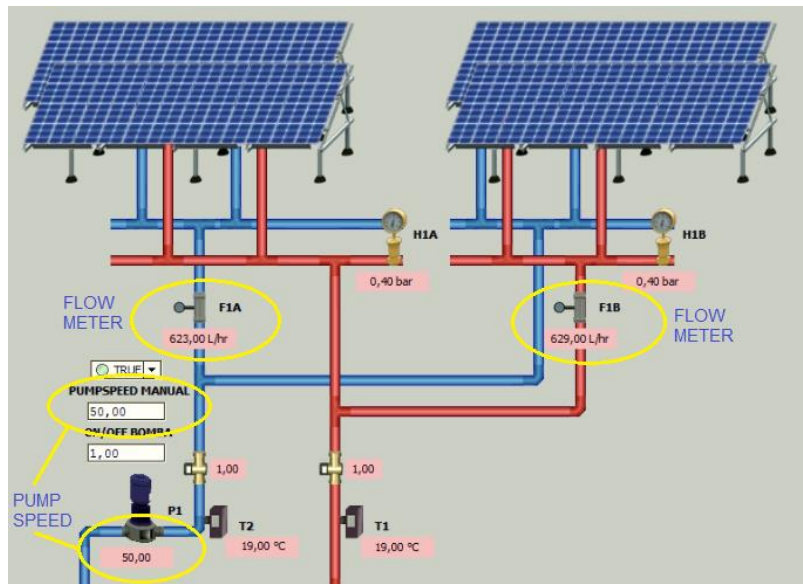 H1A
H1B
0,40 bar
0,40 bar
FLOW
METER
F1A
623,00 L/hr
F1B
629,00 L/hr
FLOW
METER
TRUE
PUMPSPEED MANUAL
50,00
ON/OFF BOMBA
1,00
1,00
1,00
PUMP
SPEED
P1
50,00
T2
19,00 °C
T1
19,00 °C